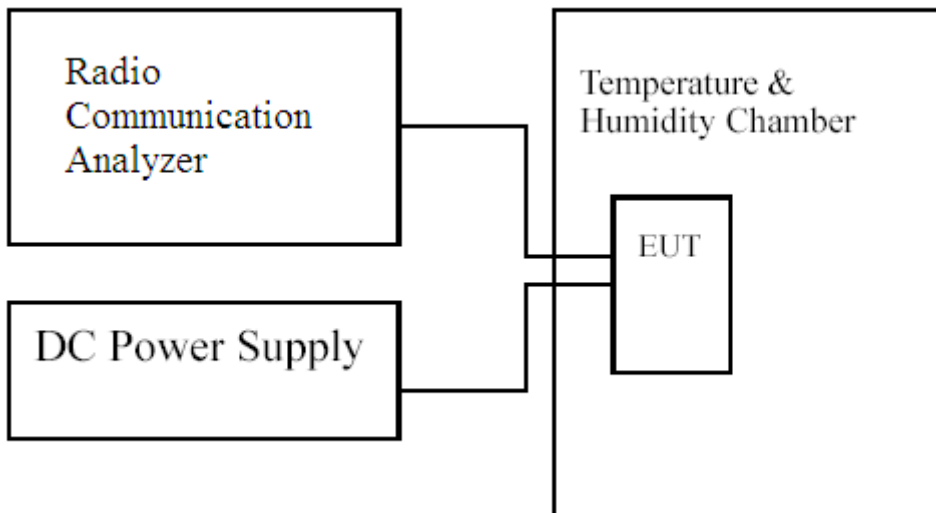 Radio
Communication
Analyzer
Temperature &
Humidity Chamber
EUT
DC Power Supply